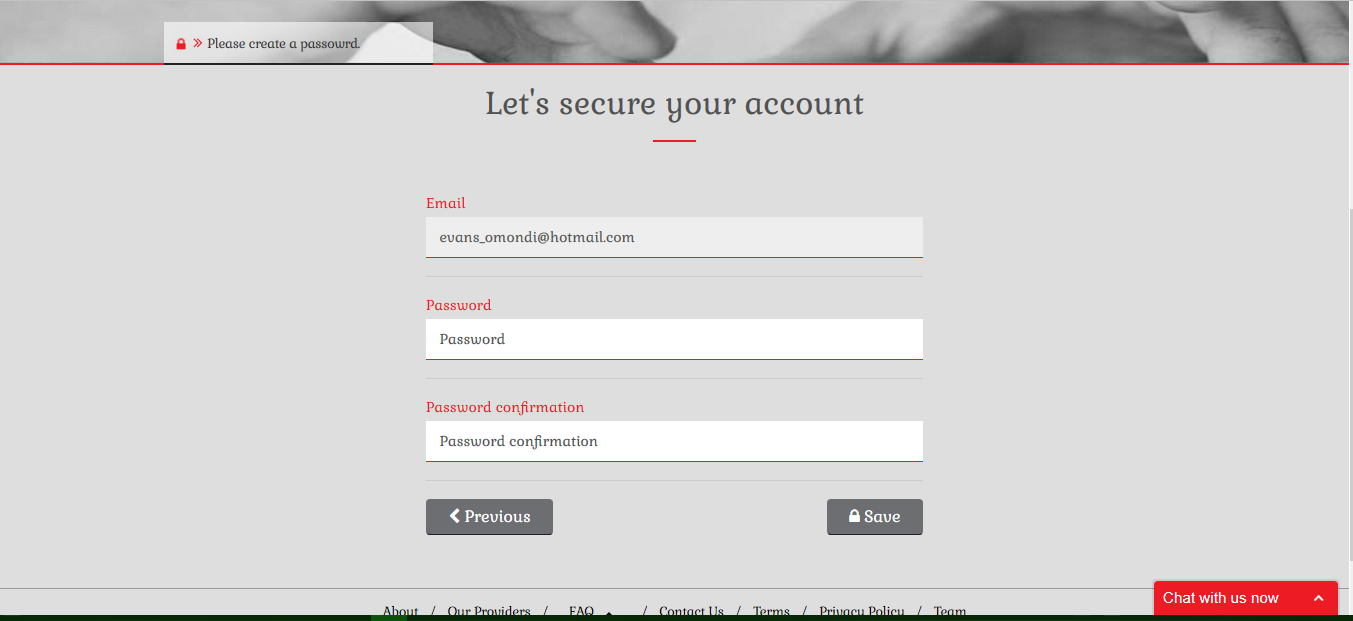 Please create a passowrd.
Let's secure your account
Email
evans_omondi@hotmail.com
Password
Password
Password confirmation
Password confirmation
Previous Save
About / Our Providers / FAQ / Contact Us / Terms / Privacy Policy / Team
Chat with us now